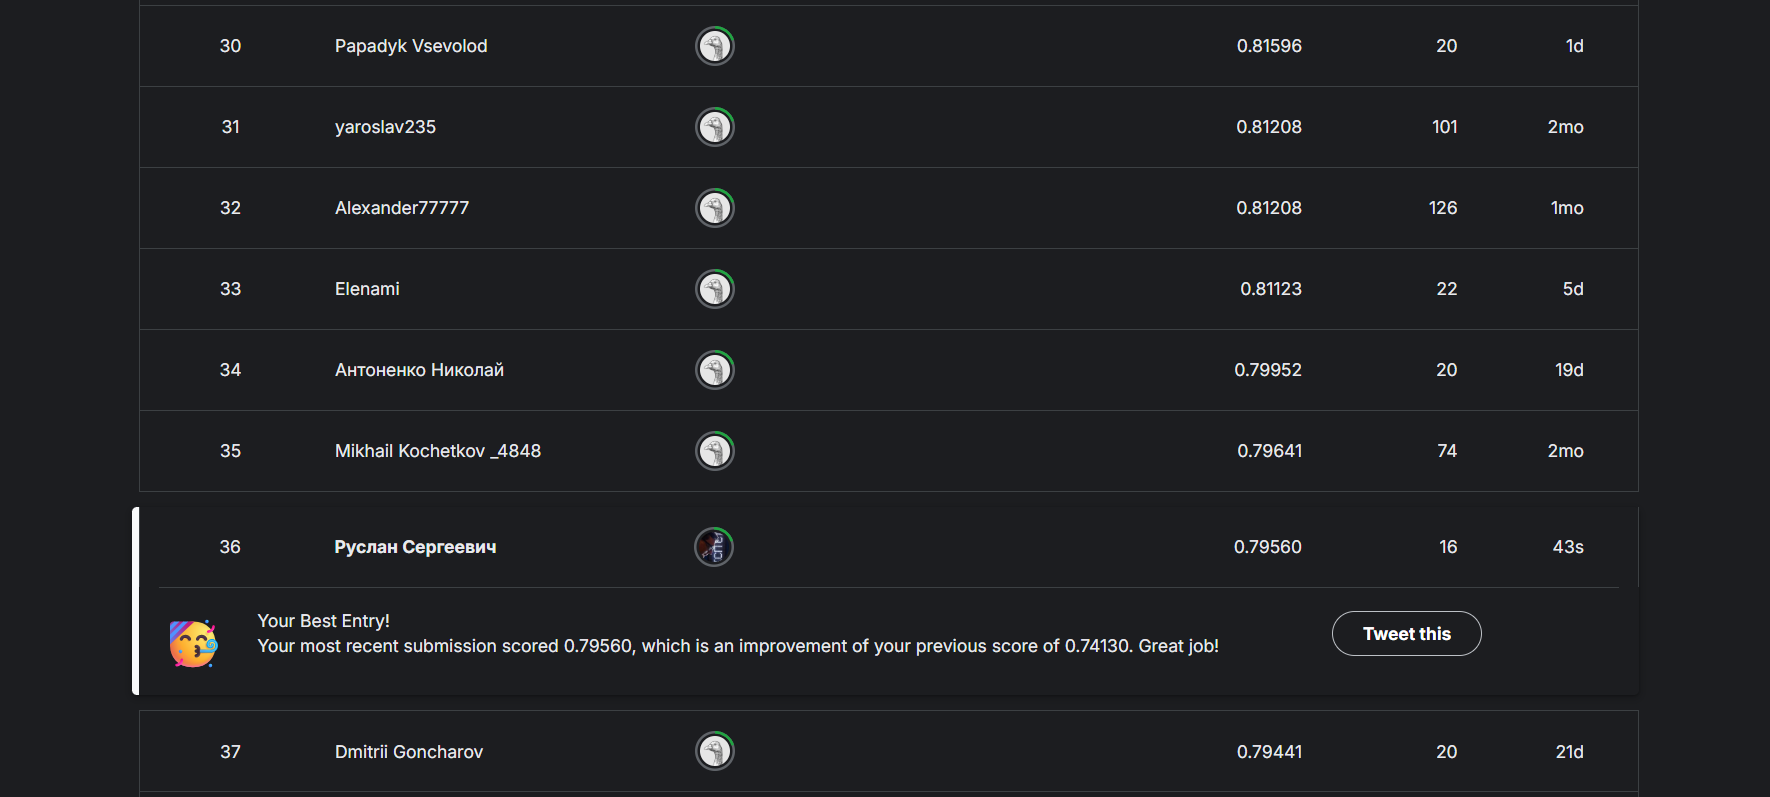 30 Papadyk Vsevolod 0.81596 20 1d
31 yaroslav235 0.81208 101 2mo
32 Alexander77777 0.81208 126 1mo
33 Elenami 0.81123 22 5d
34 Антоненко Николай 0.79952 20 19d
35 Mikhail Kochetkov _4848 0.79641 74 2mo
36 Руслан Сергеевич 0.79560 16 43s
Your Best Entry!
Your most recent submission scored 0.79560, which is an improvement of your previous score of 0.74130. Great job!
Tweet this
37 Dmitrii Goncharov 0.79441 20 21d